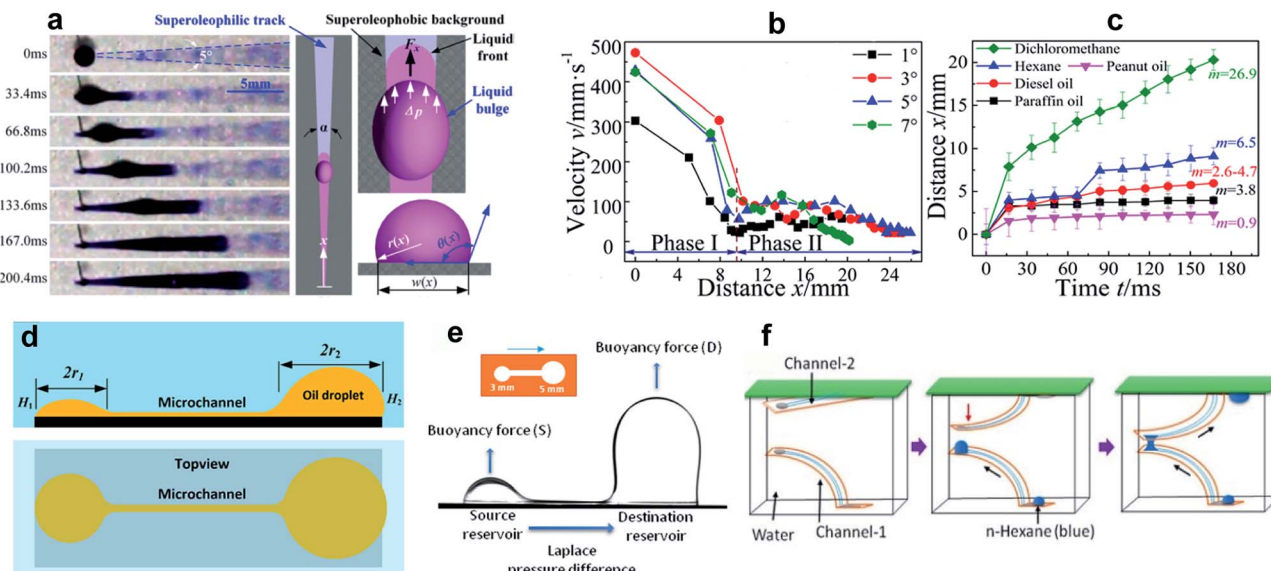 a
0ms
33.4ms
66.8ms
100.2ms
133.6ms
167.0ms
200.4ms
5°
5mm
Superoleophilic track
Superoleophobic background
Fx
Liquid
front
Liquid
bulge
Δp
α
x
r(x)
θ(x)
w(x)
b
Velocity v/mm·s⁻¹
500
400
300
200
100
50
0
1°
3°
5°
7°
Phase I
Phase II
0 4 8 12 16 20 24
Distance x/mm
c
Distance x/mm
20
15
10
5
0
Dichloromethane
Hexane
Peanut oil
Diesel oil
Paraffin oil
m=26.9
m=6.5
m=2.6-4.7
m=3.8
m=0.9
0 30 60 90 120 150 180
Time t/ms
d
2r1
2r2
H1
Microchannel
Oil droplet
H2
Topview
Microchannel
e
3 mm
5 mm
Buoyancy force (D)
Buoyancy force (S)
Source
reservoir
Destination
reservoir
Laplace
pressure difference
f
Channel-2
Water
Channel-1
n-Hexane (blue)